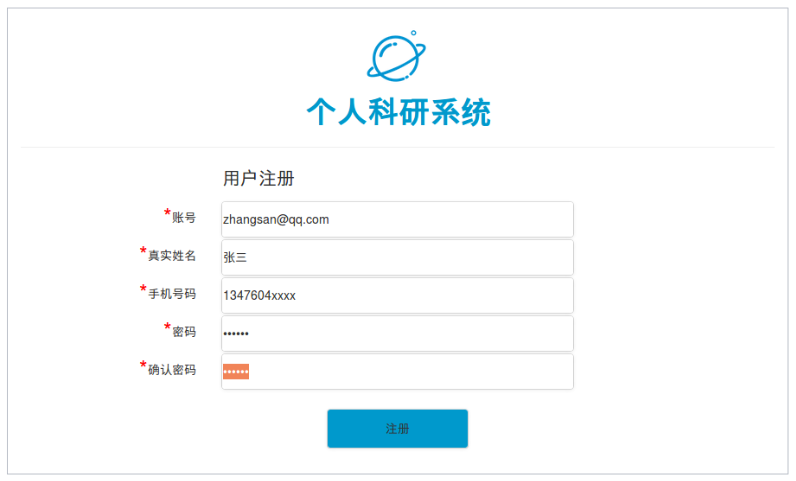 个人科研系统
用户注册
*账号 zhangsan@qq.com
*真实姓名 张三
*手机号码 1347604xxxx
*密码 ••••••
*确认密码 ••••••
注册